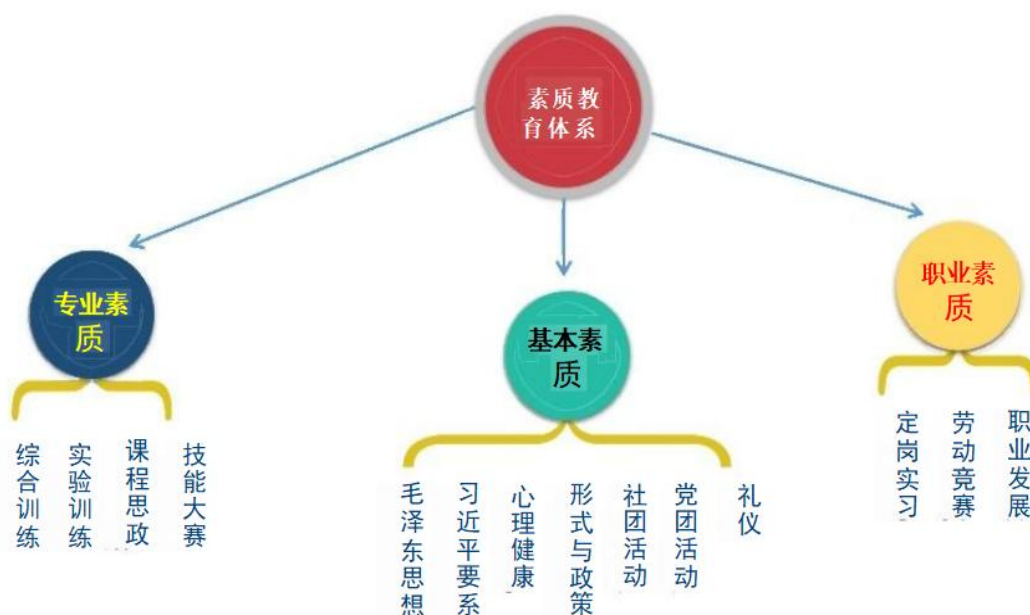 素质教
育体系
专业素
质
基本素
质
职业素
质
综合训练
实验训练
课程思政
技能大赛
毛泽东思想
习近平要系
心理健康
形式与政策
社团活动
党团活动
礼仪
定岗实习
劳动竞赛
职业发展